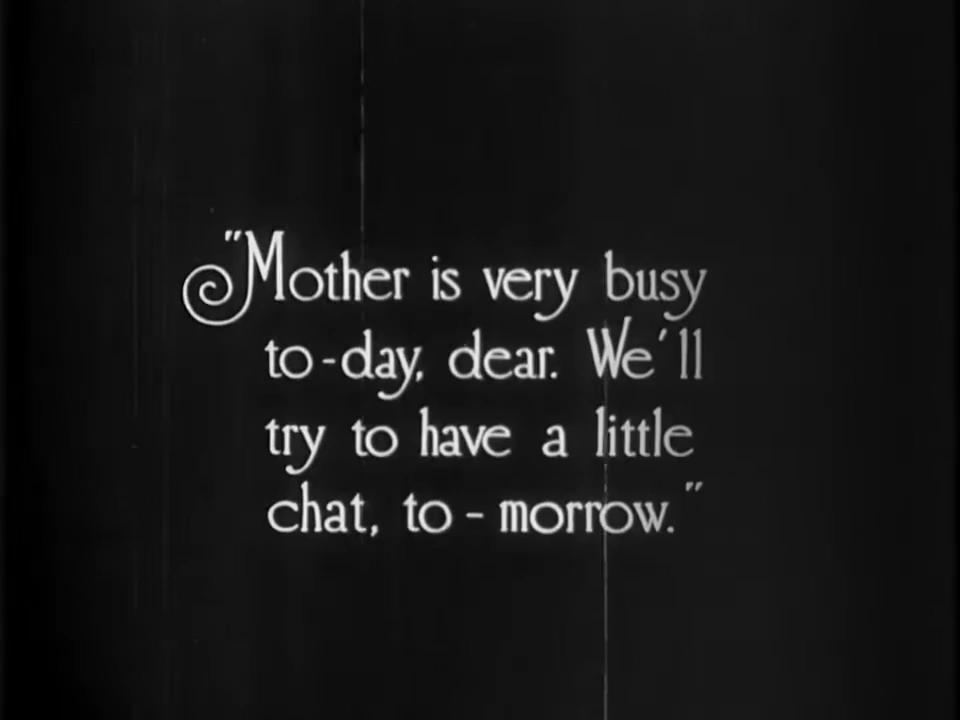 "Mother is very busy
to-day, dear. We'll
try to have a little
chat, to-morrow."